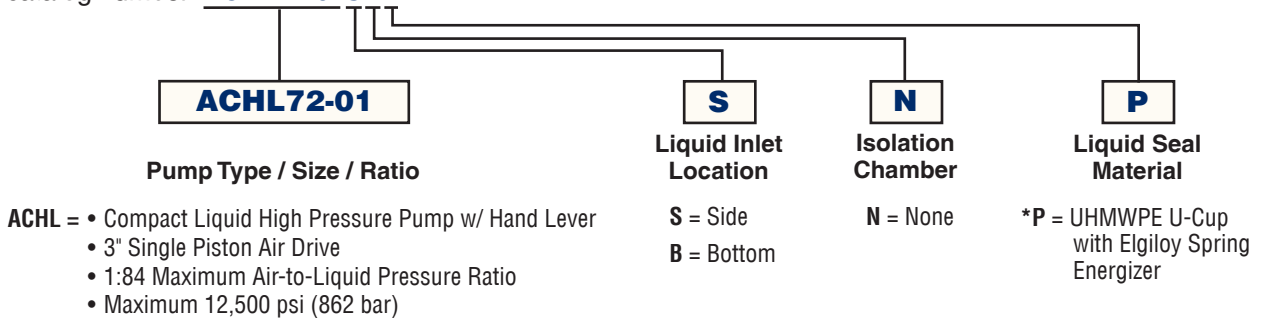 ACHL72-01 S N P
Pump Type / Size / Ratio
Liquid Inlet
Location
Isolation
Chamber
Liquid Seal
Material
ACHL = • Compact Liquid High Pressure Pump w/ Hand Lever
• 3" Single Piston Air Drive
• 1:84 Maximum Air-to-Liquid Pressure Ratio
• Maximum 12,500 psi (862 bar)
S = Side
B = Bottom
N = None
*P = UHMWPE U-Cup
with Elgiloy Spring
Energizer